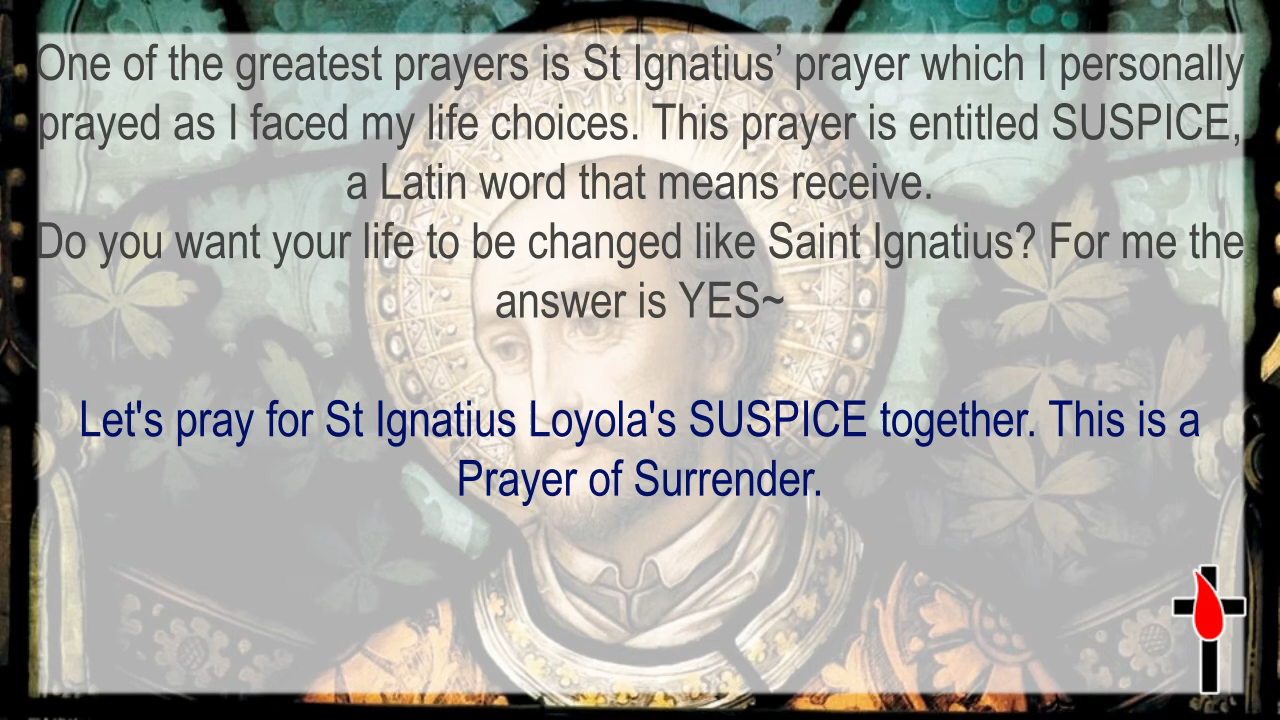 One of the greatest prayers is St Ignatius’ prayer which I personally
prayed as I faced my life choices. This prayer is entitled SUSPICE,
a Latin word that means receive.
Do you want your life to be changed like Saint Ignatius? For me the
answer is YES~
Let's pray for St Ignatius Loyola's SUSPICE together. This is a
Prayer of Surrender.